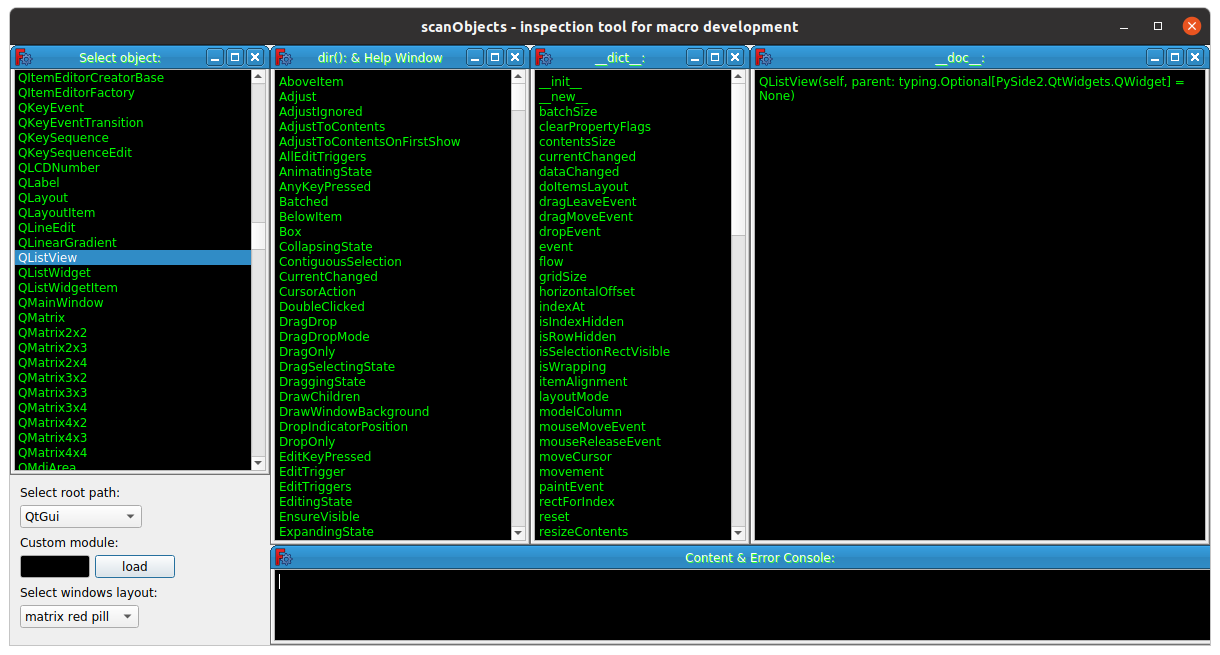 scanObjects - inspection tool for macro development
Select object:
QItemEditorCreatorBase
QItemEditorFactory
QKeyEvent
QKeyEventTransition
QKeySequence
QKeySequenceEdit
QLCDNumber
QLabel
QLayout
QLayoutItem
QLineEdit
QLinearGradient
QListView
QListWidget
QListWidgetItem
QMainWindow
QMatrix
QMatrix2x2
QMatrix2x3
QMatrix2x4
QMatrix3x2
QMatrix3x3
QMatrix3x4
QMatrix4x2
QMatrix4x3
QMatrix4x4
QMdiArea
Select root path:
QtGui
Custom module:
load
Select windows layout:
matrix red pill
dir(): & Help Window
AboveItem
Adjust
AdjustIgnored
AdjustToContents
AdjustToContentsOnFirstShow
AllEditTriggers
AnimatingState
AnyKeyPressed
Batched
BelowItem
Box
CollapsingState
ContiguousSelection
CurrentChanged
CursorAction
DoubleClicked
DragDrop
DragDropMode
DragOnly
DragSelectingState
DraggingState
DrawChildren
DrawWindowBackground
DropIndicatorPosition
DropOnly
EditKeyPressed
EditTrigger
EditTriggers
EditingState
EnsureVisible
ExpandingState
__dict__:
__init__
__new__
batchSize
clearPropertyFlags
contentsSize
currentChanged
dataChanged
doItemsLayout
dragLeaveEvent
dragMoveEvent
dropEvent
event
flow
gridSize
horizontalOffset
indexAt
isIndexHidden
isRowHidden
isSelectionRectVisible
isWrapping
itemAlignment
layoutMode
modelColumn
mouseMoveEvent
mouseReleaseEvent
moveCursor
movement
paintEvent
rectForIndex
reset
resizeContents
__doc__:
QListView(self, parent: typing.Optional[PySide2.QtWidgets.QWidget] =
None)
Content & Error Console: